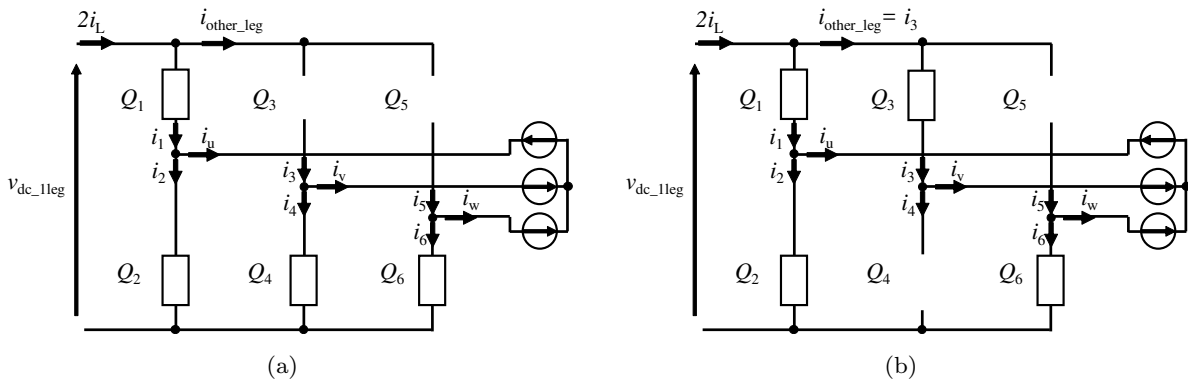 2i_L i_other_leg
Q_1 Q_3 Q_5
i_1 i_u
i_2 i_3 i_v
v_dc_1leg i_4 i_5 i_w
i_6
Q_2 Q_4 Q_6
(a)
2i_L i_other_leg = i_3
Q_1 Q_3 Q_5
i_1 i_u
i_2 i_3 i_v
v_dc_1leg i_4 i_5 i_w
i_6
Q_2 Q_4 Q_6
(b)